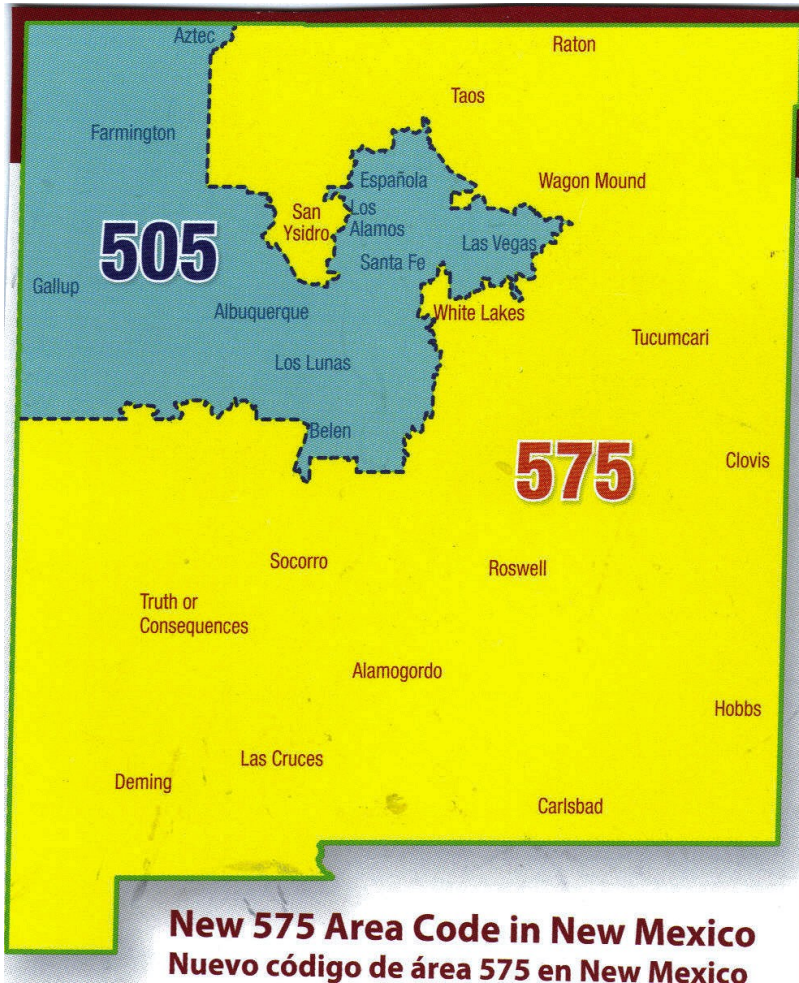 Aztec
Raton
Taos
Farmington
Española
Wagon Mound
San
Ysidro
Los
Alamos
Las Vegas
505
Santa Fe
Gallup
Albuquerque
White Lakes
Tucumcari
Los Lunas
Belen
575
Clovis
Socorro
Roswell
Truth or
Consequences
Alamogordo
Hobbs
Las Cruces
Deming
Carlsbad
New 575 Area Code in New Mexico
Nuevo código de área 575 en New Mexico